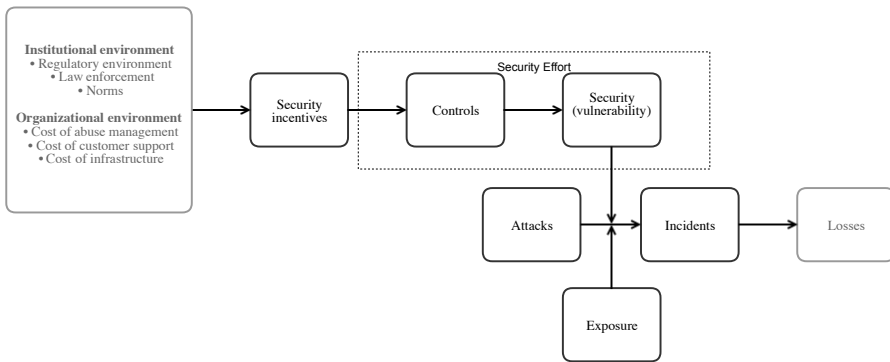 Institutional environment
• Regulatory environment
• Law enforcement
• Norms
Organizational environment
• Cost of abuse management
• Cost of customer support
• Cost of infrastructure
Security
incentives
Security Effort
Controls
Security
(vulnerability)
Attacks
Incidents
Losses
Exposure